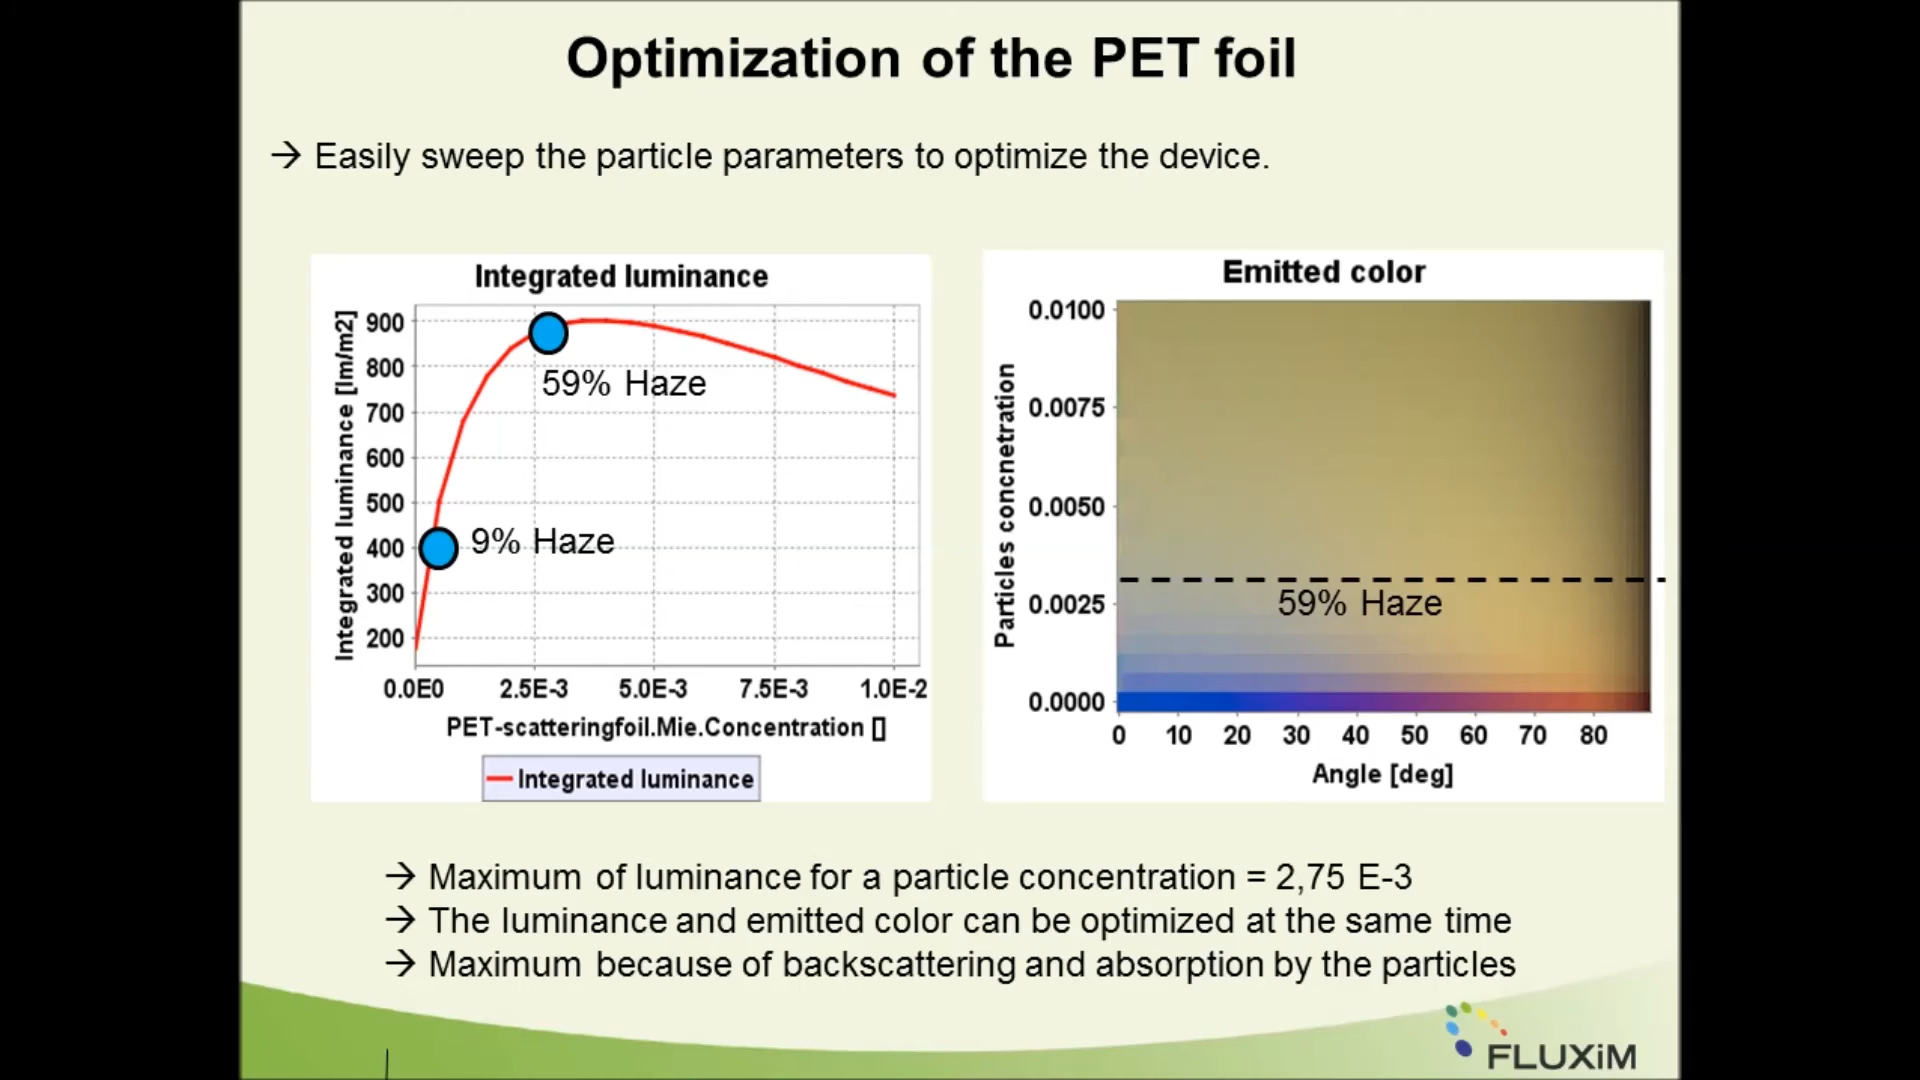 Optimization of the PET foil
→ Easily sweep the particle parameters to optimize the device.
Integrated luminance
Integrated luminance [lm/m2]
900
800
700
600
500
400
300
200
59% Haze
9% Haze
0.0E0 2.5E-3 5.0E-3 7.5E-3 1.0E-2
PET-scatteringfoil.Mie.Concentration []
Integrated luminance
Emitted color
Particles concnetration
0.0100
0.0075
0.0050
0.0025
0.0000
59% Haze
0 10 20 30 40 50 60 70 80
Angle [deg]
→ Maximum of luminance for a particle concentration = 2,75 E-3
→ The luminance and emitted color can be optimized at the same time
→ Maximum because of backscattering and absorption by the particles
FLUXiM